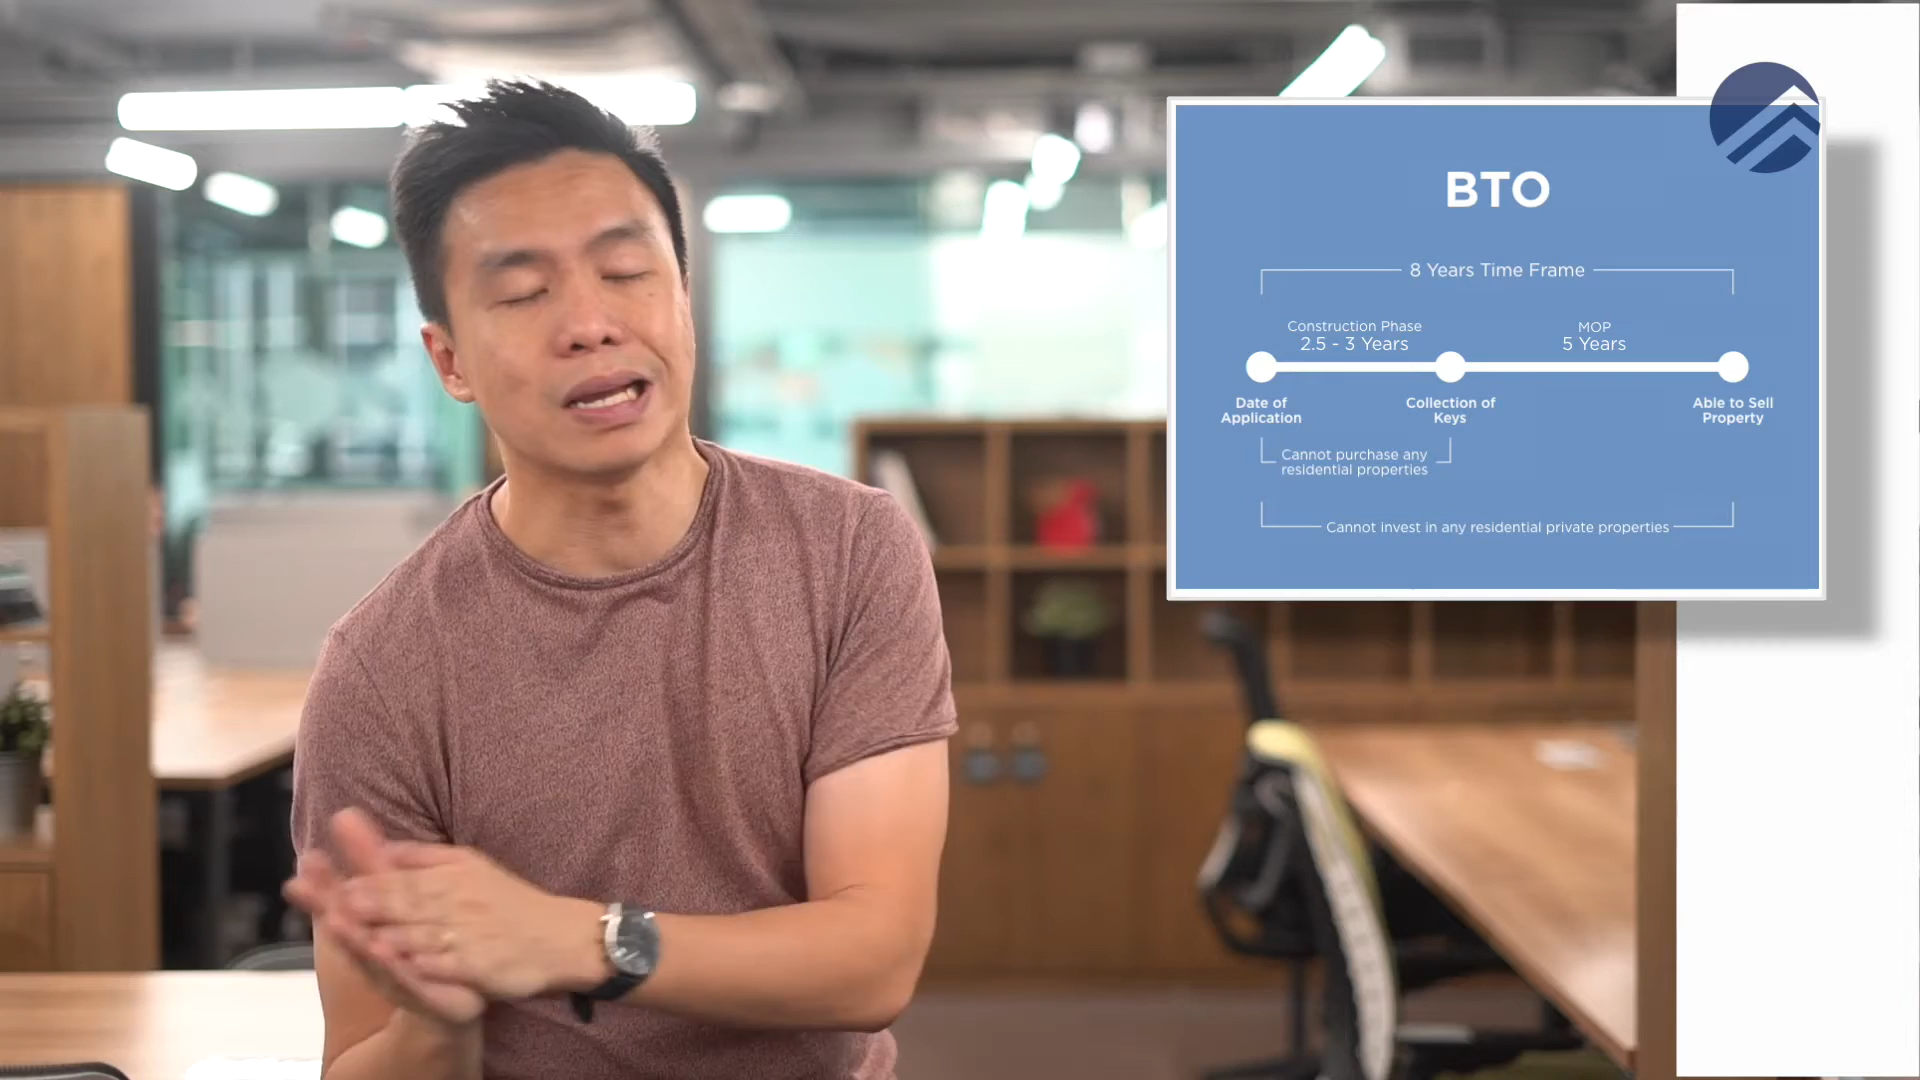 BTO
8 Years Time Frame
Construction Phase
2.5 - 3 Years
MOP
5 Years
Date of
Application
Collection of
Keys
Able to Sell
Property
Cannot purchase any
residential properties
Cannot invest in any residential private properties